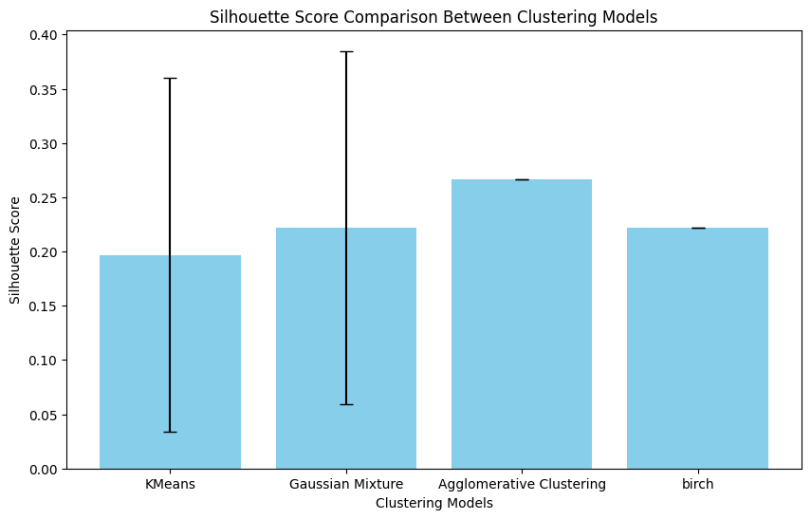 Silhouette Score Comparison Between Clustering Models
0.40
0.35
0.30
0.25
0.20
0.15
0.10
0.05
0.00
Silhouette Score
KMeans
Gaussian Mixture
Agglomerative Clustering
birch
Clustering Models